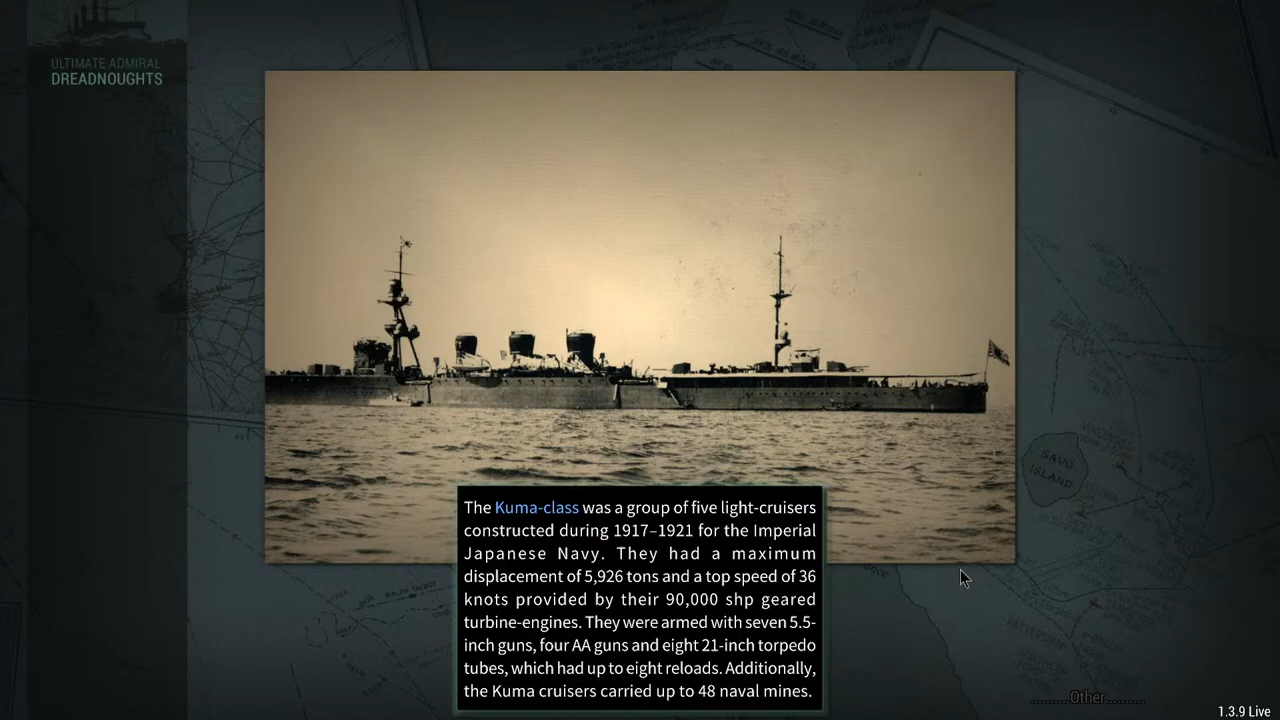 ULTIMATE ADMIRAL
DREADNOUGHTS
SAVO
ISLAND
The Kuma-class was a group of five light-cruisers
constructed during 1917–1921 for the Imperial
Japanese Navy. They had a maximum
displacement of 5,926 tons and a top speed of 36
knots provided by their 90,000 shp geared
turbine-engines. They were armed with seven 5.5-
inch guns, four AA guns and eight 21-inch torpedo
tubes, which had up to eight reloads. Additionally,
the Kuma cruisers carried up to 48 naval mines.
Other
1.3.9 Live